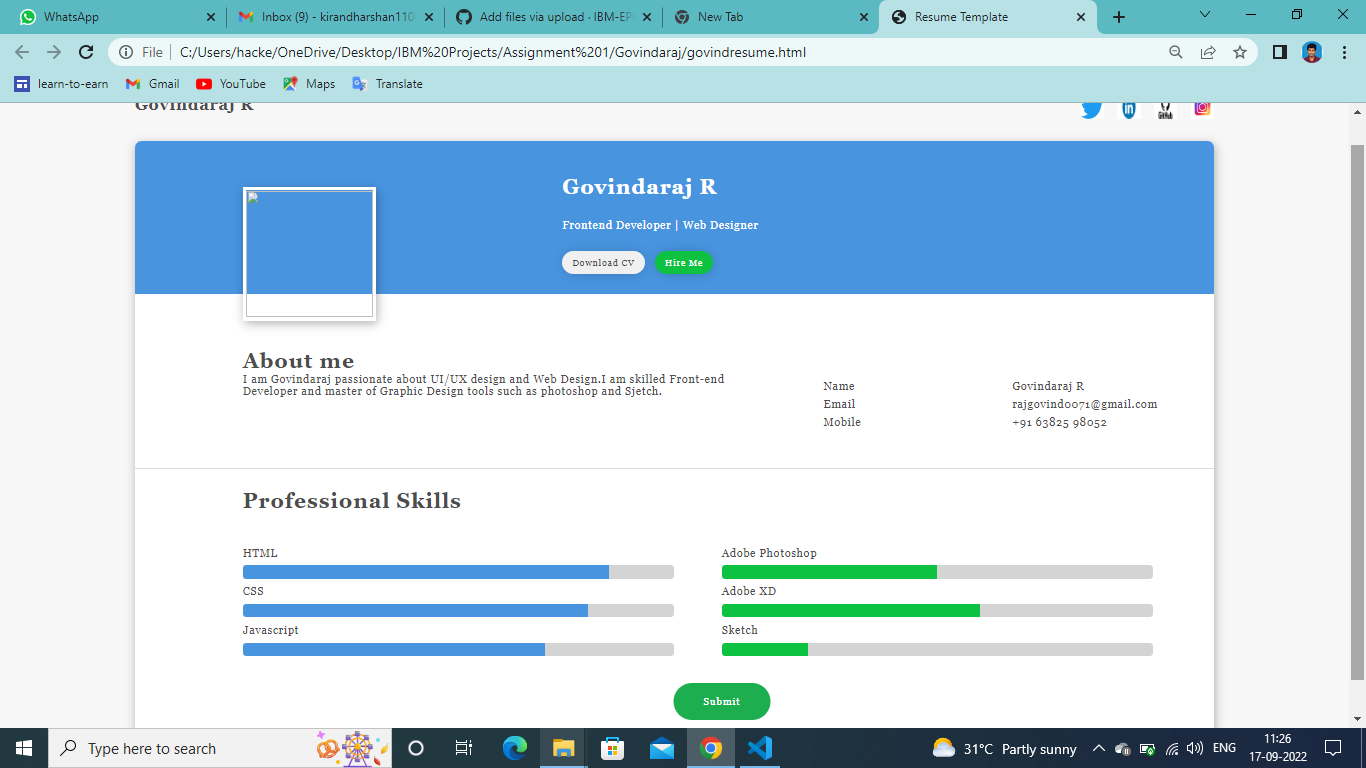 WhatsApp
Inbox (9) - kirandharshan110
Add files via upload · IBM-EP
New Tab
Resume Template
File
C:/Users/hacke/OneDrive/Desktop/IBM%20Projects/Assignment%201/Govindaraj/govindresume.html
learn-to-earn
Gmail
YouTube
Maps
Translate
Govindaraj R
GitHub
Govindaraj R
Frontend Developer | Web Designer
Download CV
Hire Me
About me
I am Govindaraj passionate about UI/UX design and Web Design.I am skilled Front-end
Developer and master of Graphic Design tools such as photoshop and Sjetch.
Name Govindaraj R
Email rajgovind0071@gmail.com
Mobile +91 63825 98052
Professional Skills
HTML
CSS
Javascript
Adobe Photoshop
Adobe XD
Sketch
Submit
Type here to search
31°C Partly sunny
ENG
11:26
17-09-2022